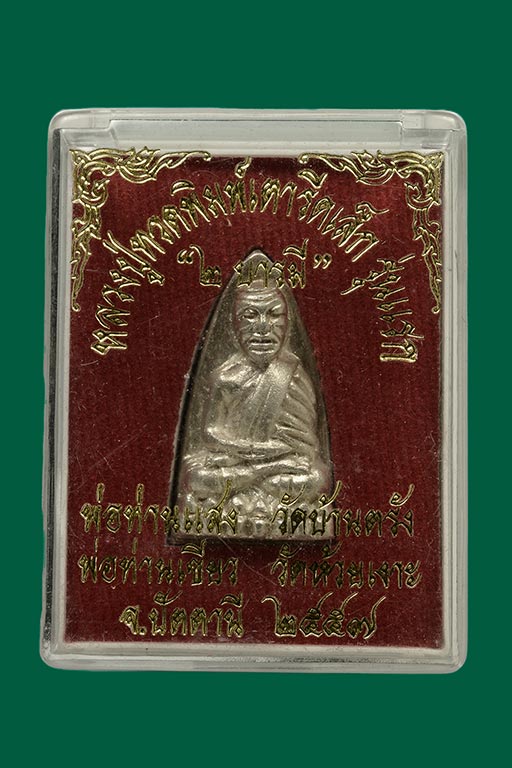 หลวงปู่ทวดพิมพ์เตารีดเล็ก รุ่นแรก
“๒ บารมี”
พ่อท่านแสง วัดบ้านตรัง
พ่อท่านเขียว วัดห้วยเงาะ
จ.ปัตตานี ๒๕๕๗